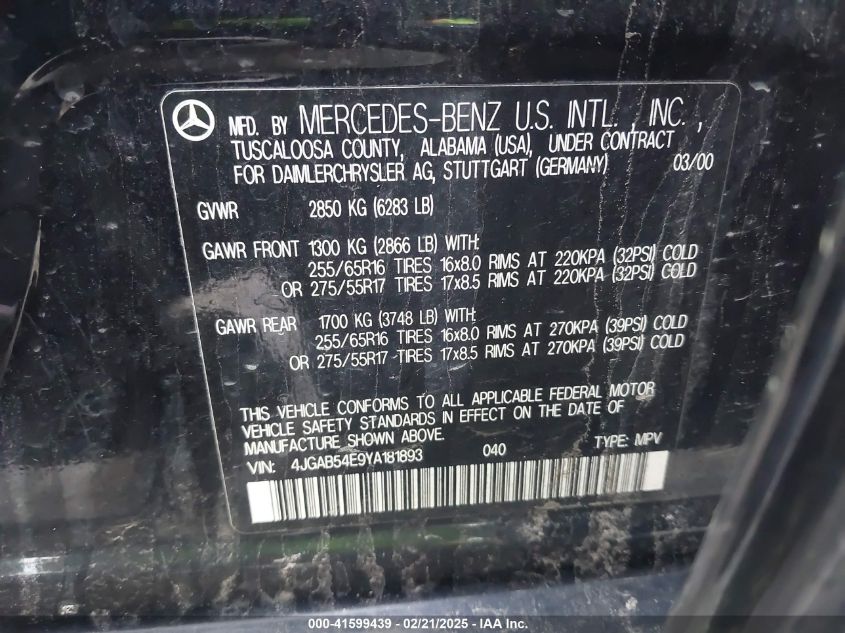 MFD. BY MERCEDES-BENZ U.S. INTL., INC.,
TUSCALOOSA COUNTY, ALABAMA (USA), UNDER CONTRACT
FOR DAIMLERCHRYSLER AG, STUTTGART (GERMANY) 03/00
GVWR 2850 KG (6283 LB)
GAWR FRONT 1300 KG (2866 LB) WITH:
255/65R16 TIRES 16x8.0 RIMS AT 220KPA (32PSI) COLD
OR 275/55R17 TIRES 17x8.5 RIMS AT 220KPA (32PSI) COLD
GAWR REAR 1700 KG (3748 LB) WITH:
255/65R16 TIRES 16x8.0 RIMS AT 270KPA (39PSI) COLD
OR 275/55R17 TIRES 17x8.5 RIMS AT 270KPA (39PSI) COLD
THIS VEHICLE CONFORMS TO ALL APPLICABLE FEDERAL MOTOR
VEHICLE SAFETY STANDARDS IN EFFECT ON THE DATE OF
MANUFACTURE SHOWN ABOVE.
VIN: 4JGAB54E9YA181893 040 TYPE: MPV
000-41599439 - 02/21/2025 - IAA Inc.